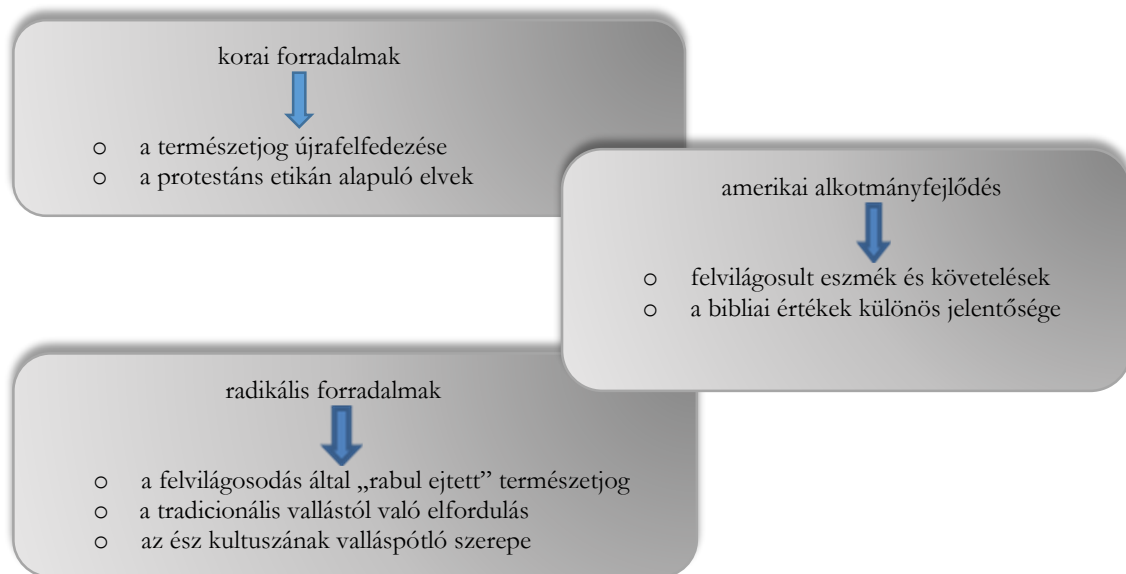 korai forradalmak
o a természetjog újrafelfedezése
o a protestáns etikán alapuló elvek
amerikai alkotmányfejlődés
o felvilágosult eszmék és követelések
o a bibliai értékek különös jelentősége
radikális forradalmak
o a felvilágosodás által „rabul ejtett” természetjog
o a tradicionális vallástól való elfordulás
o az ész kultuszának valláspótló szerepe